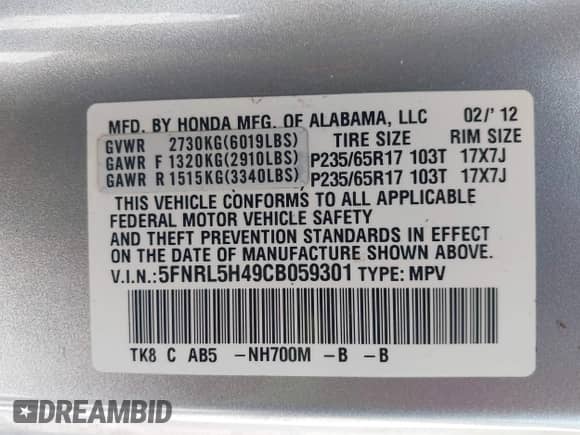 MFD. BY HONDA MFG. OF ALABAMA, LLC 02/' 12
GVWR 2730KG(6019LBS) TIRE SIZE RIM SIZE
GAWR F 1320KG(2910LBS) P235/65R17 103T 17X7J
GAWR R 1515KG(3340LBS) P235/65R17 103T 17X7J
THIS VEHICLE CONFORMS TO ALL APPLICABLE
FEDERAL MOTOR VEHICLE SAFETY
AND THEFT PREVENTION STANDARDS IN EFFECT
ON THE DATE OF MANUFACTURE SHOWN ABOVE.
V.I.N.:5FNRL5H49CB059301 TYPE: MPV
TK8 C AB5 -NH700M -B -B
DREAMBID